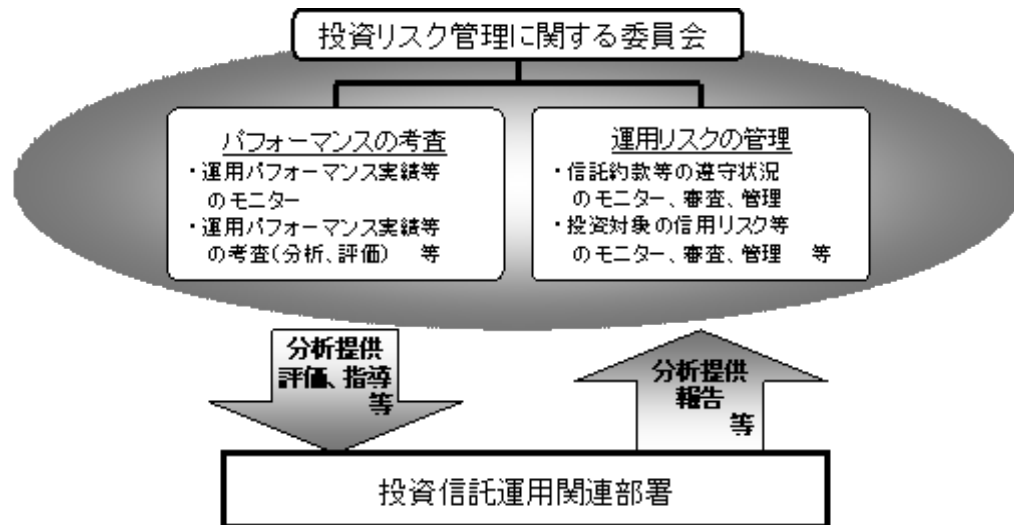 投資リスク管理に関する委員会
パフォーマンスの考査
・運用パフォーマンス実績等
のモニター
・運用パフォーマンス実績等
の考査(分析、評価) 等
運用リスクの管理
・信託約款等の遵守状況
のモニター、審査、管理
・投資対象の信用リスク等
のモニター、審査、管理 等
分析提供
評価、指導
等
分析提供
報告
等
投資信託運用関連部署